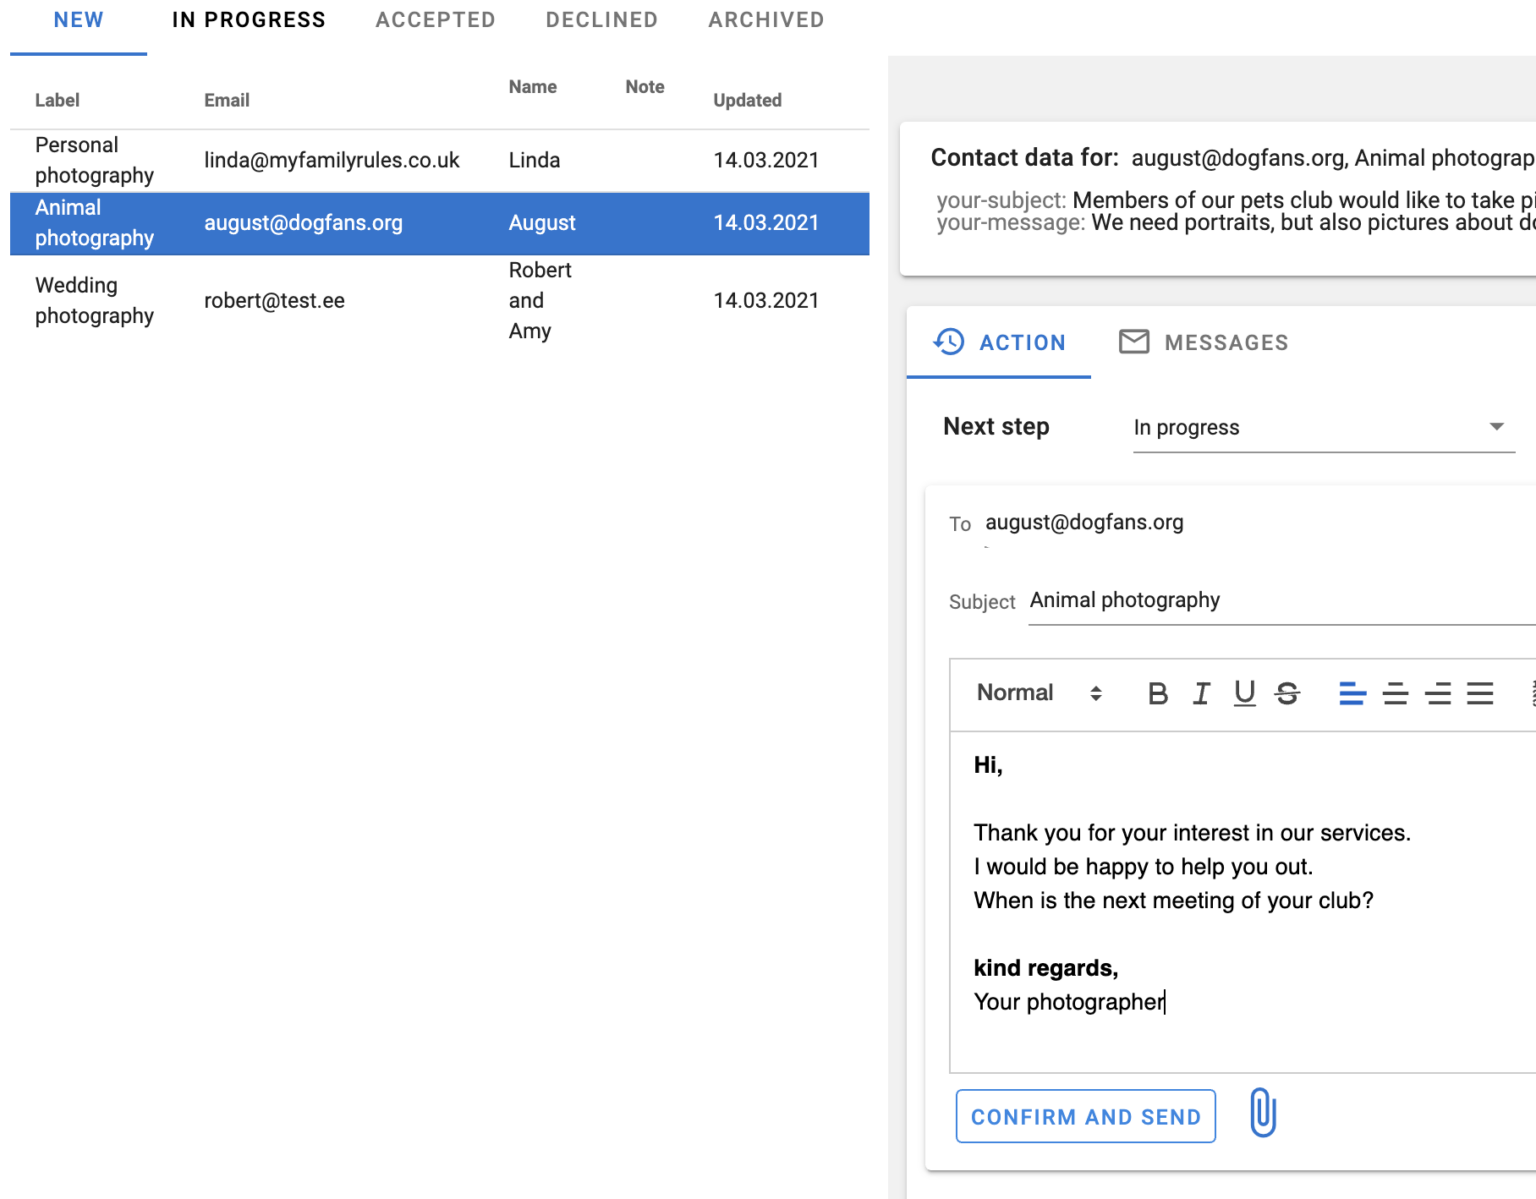 NEW IN PROGRESS ACCEPTED DECLINED ARCHIVED
Label Email Name Note Updated
Personal
photography linda@myfamilyrules.co.uk Linda 14.03.2021
Animal
photography august@dogfans.org August 14.03.2021
Wedding
photography robert@test.ee Robert
and
Amy 14.03.2021
Contact data for: august@dogfans.org, Animal photograp
your-subject: Members of our pets club would like to take
your-message: We need portraits, but also pictures about
ACTION MESSAGES
Next step In progress
To august@dogfans.org
Subject Animal photography
Normal B I U S
Hi,
Thank you for your interest in our services.
I would be happy to help you out.
When is the next meeting of your club?
kind regards,
Your photographer
CONFIRM AND SEND